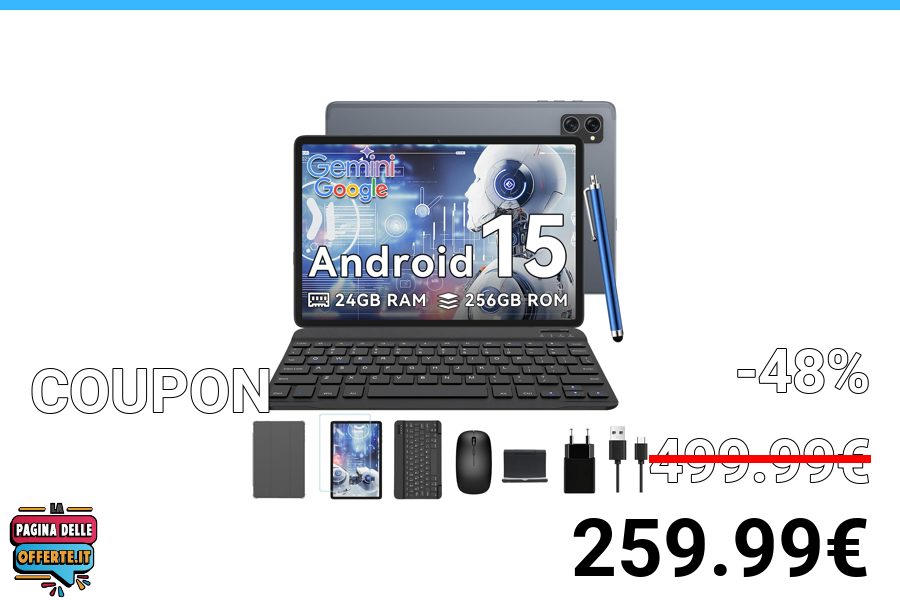 Gemini
Google
Android 15
24GB RAM 256GB ROM
-48%
COUPON
499.99€
259.99€
LA
PAGINA DELLE
OFFERTE.IT